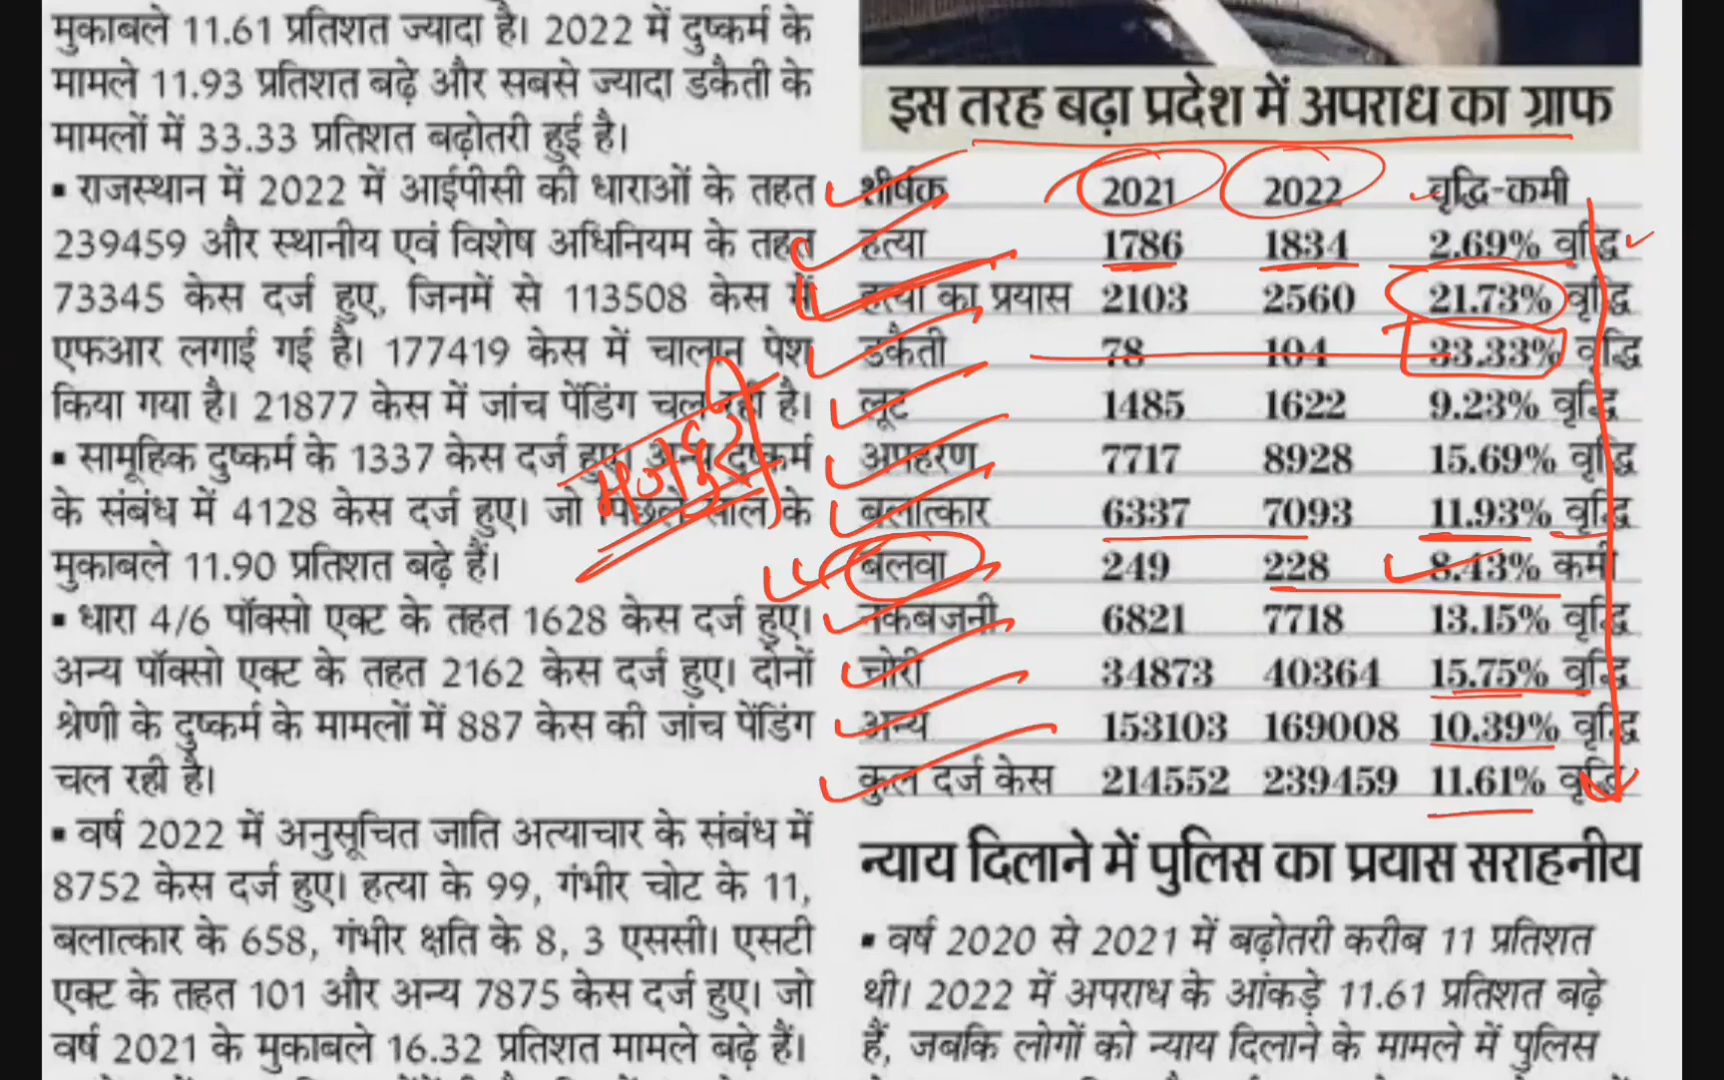 मुकाबले 11.61 प्रतिशत ज्यादा है। 2022 में दुष्कर्म के
मामले 11.93 प्रतिशत बढ़े और सबसे ज्यादा डकैती के
मामलों में 33.33 प्रतिशत बढ़ोतरी हुई है।
▪ राजस्थान में 2022 में आईपीसी की धाराओं के तहत
239459 और स्थानीय एवं विशेष अधिनियम के तहत
73345 केस दर्ज हुए, जिनमें से 113508 केस में
एफआर लगाई गई है। 177419 केस में चालान पेश
किया गया है। 21877 केस में जांच पेंडिंग चल रही है।
▪ सामूहिक दुष्कर्म के 1337 केस दर्ज हुए। अन्य दुष्कर्म
के संबंध में 4128 केस दर्ज हुए। जो पिछले साल के
मुकाबले 11.90 प्रतिशत बढ़े हैं।
▪ धारा 4/6 पॉक्सो एक्ट के तहत 1628 केस दर्ज हुए।
अन्य पॉक्सो एक्ट के तहत 2162 केस दर्ज हुए। दोनों
श्रेणी के दुष्कर्म के मामलों में 887 केस की जांच पेंडिंग
चल रही है।
▪ वर्ष 2022 में अनुसूचित जाति अत्याचार के संबंध में
8752 केस दर्ज हुए। हत्या के 99, गंभीर चोट के 11,
बलात्कार के 658, गंभीर क्षति के 8, 3 एससी। एसटी
एक्ट के तहत 101 और अन्य 7875 केस दर्ज हुए। जो
वर्ष 2021 के मुकाबले 16.32 प्रतिशत मामले बढ़े हैं।
इस तरह बढ़ा प्रदेश में अपराध का ग्राफ
शीर्षक 2021 2022 वृद्धि-कमी
हत्या 1786 1834 2.69% वृद्धि
हत्या का प्रयास 2103 2560 21.73% वृद्धि
डकैती 78 104 33.33% वृद्धि
लूट 1485 1622 9.23% वृद्धि
अपहरण 7717 8928 15.69% वृद्धि
बलात्कार 6337 7093 11.93% वृद्धि
बलवा 249 228 8.43% कमी
नकबजनी 6821 7718 13.15% वृद्धि
चोरी 34873 40364 15.75% वृद्धि
अन्य 153103 169008 10.39% वृद्धि
कुल दर्ज केस 214552 239459 11.61% वृद्धि
न्याय दिलाने में पुलिस का प्रयास सराहनीय
▪ वर्ष 2020 से 2021 में बढ़ोतरी करीब 11 प्रतिशत
थी। 2022 में अपराध के आंकड़े 11.61 प्रतिशत बढ़े
हैं, जबकि लोगों को न्याय दिलाने के मामले में पुलिस